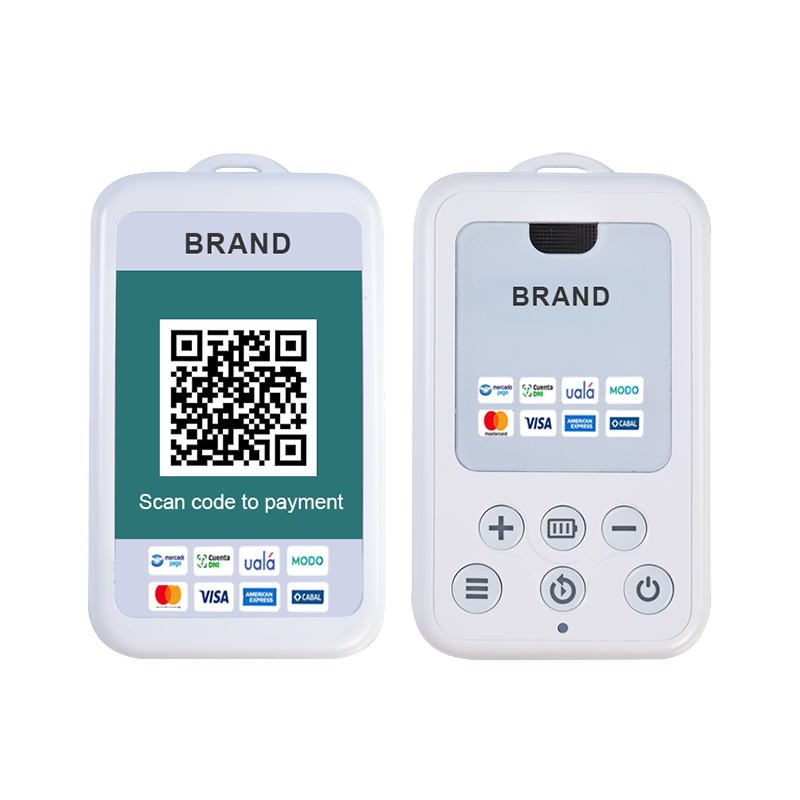 BRAND
Scan code to payment
mercado pago
Cuenta DNI
ualá
MODO
VISA
AMERICAN EXPRESS
CABAL
BRAND
mercado pago
Cuenta DNI
ualá
MODO
mastercard
VISA
AMERICAN EXPRESS
CABAL